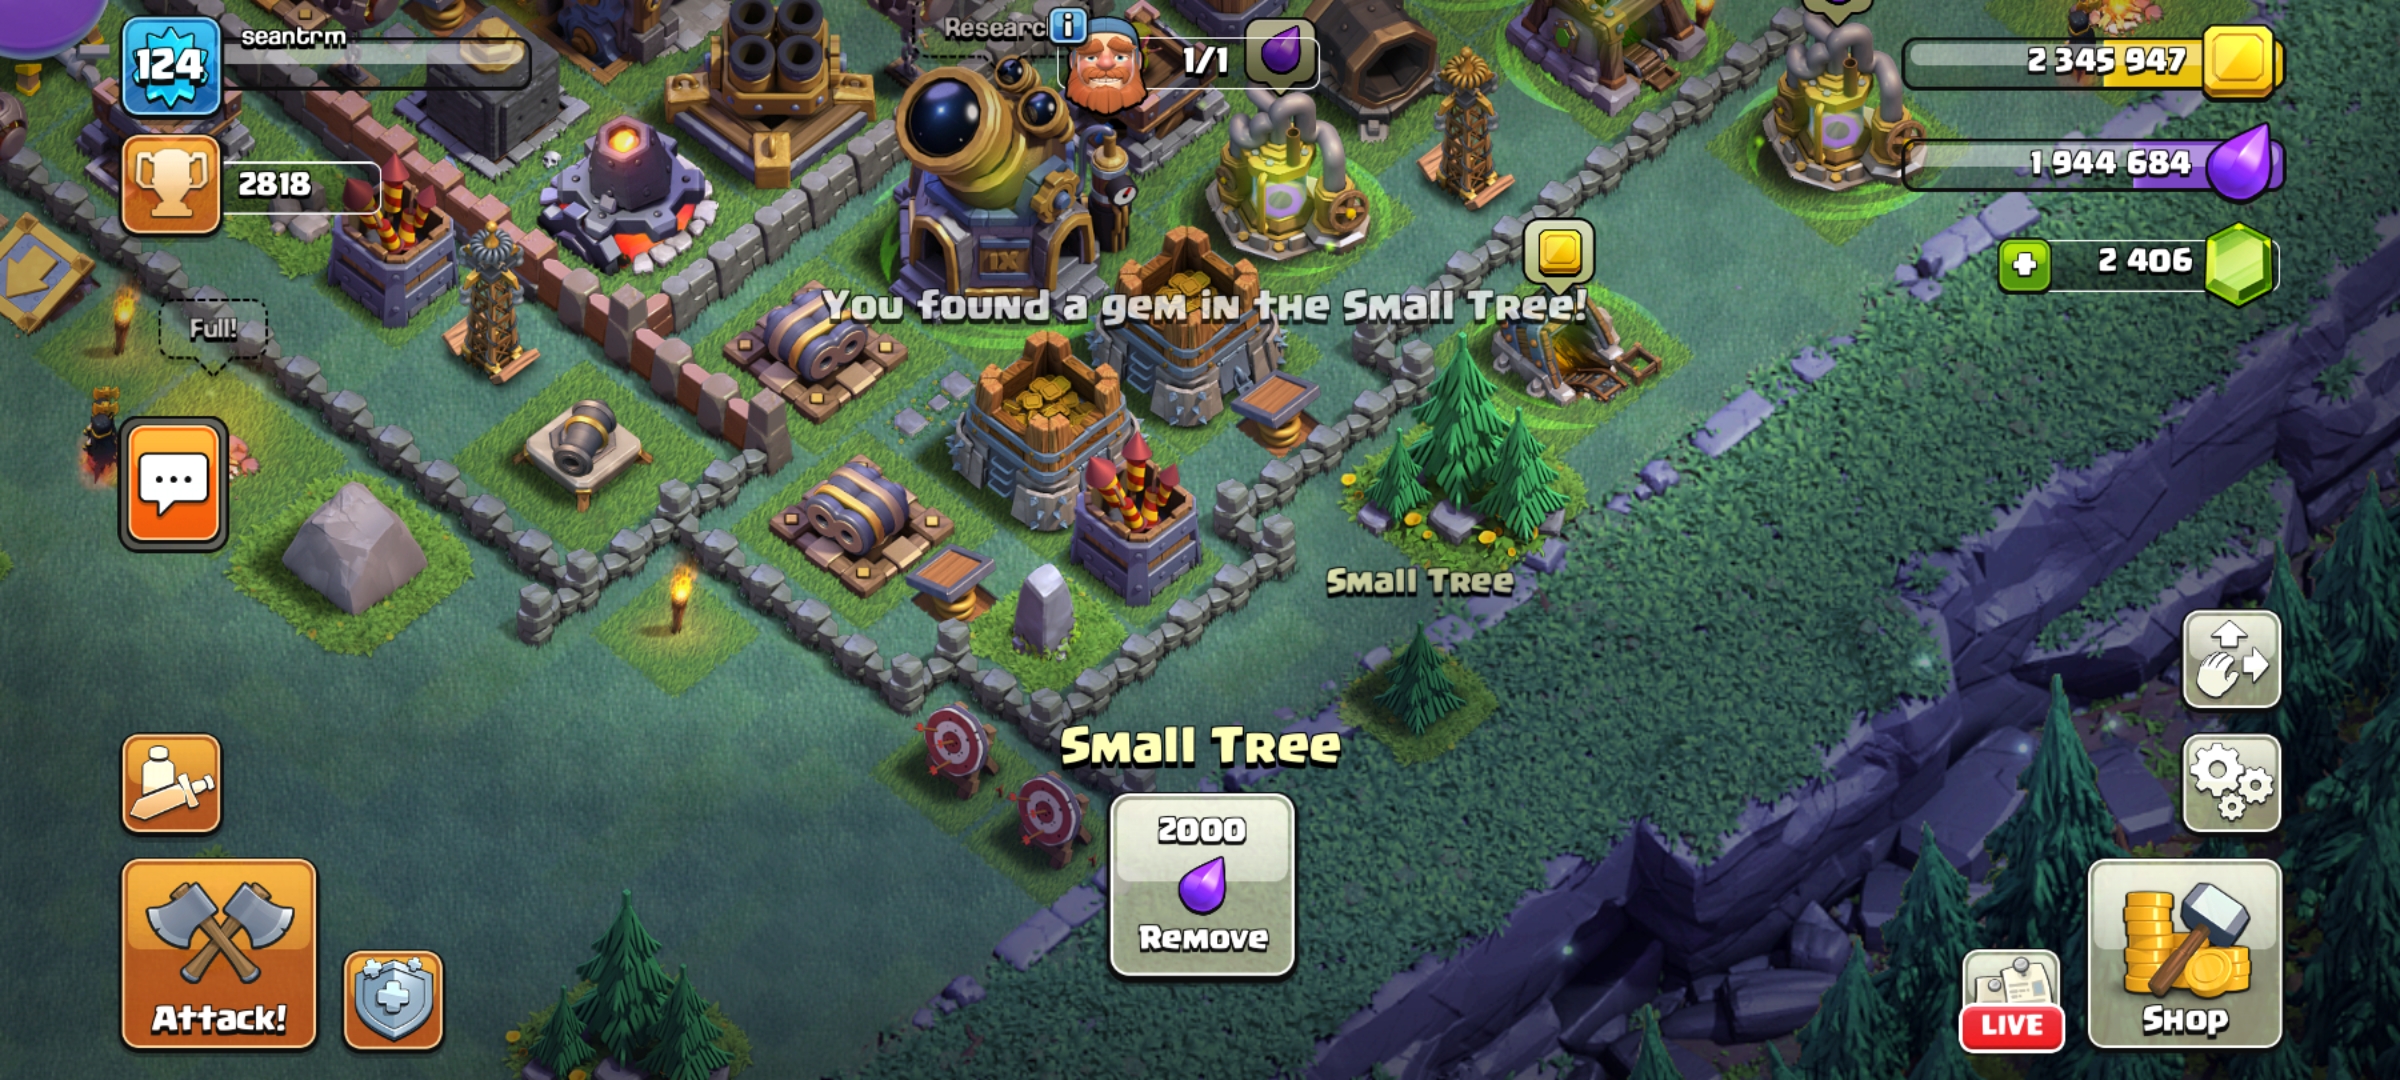 124
seantrm
Researc
1/1
2 345 947
1 944 684
2818
2 406
Full!
You found a gem in the Small Tree!
IX
Small Tree
Small Tree
2000
Remove
Attack!
LIVE
Shop